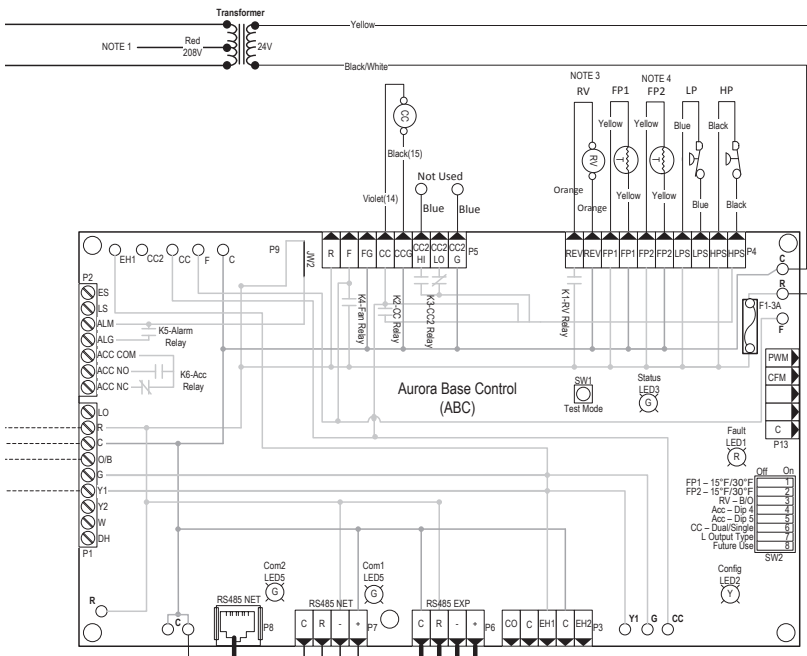 Transformer
Yellow
NOTE 1
Red
208V
24V
Black/White
NOTE 3
NOTE 4
RV
FP1
FP2
LP
HP
CC
Yellow
Yellow
Blue
Black
Black(15)
RV
T
T
Not Used
Violet(14)
Blue
Blue
Orange
Orange
Yellow
Yellow
Blue
Black
EH1
CC2
CC
F
C
P9
JW2
R
F
FG
CC
CCG
CC2 HI
CC2 LO
CC2 G
P5
REV
REV
FP1
FP1
FP2
FP2
LPS
LPS
HPS
HPS
P4
C
R
F
F1-3A
P2
ES
LS
ALM
ALG
ACC COM
ACC NO
ACC NC
K5-Alarm
Relay
K6-Acc
Relay
K4-Fan Relay
K2-CC Relay
K3-CC2 Relay
K1-RV Relay
PWM
CFM
C
P13
Aurora Base Control
(ABC)
SW1
Test Mode
Status
LED3
G
Fault
LED1
R
LO
R
C
O/B
G
Y1
Y2
W
DH
P1
Off On
FP1 – 15°F/30°F 1
FP2 – 15°F/30°F 2
RV – B/O 3
Acc – Dip 4 4
Acc – Dip 5 5
CC – Dual/Single 6
L Output Type 7
Future Use 8
SW2
Config
LED2
Y
Com2
LED5
G
Com1
LED5
G
R
C
RS485 NET
P8
RS485 NET
C R - +
P7
RS485 EXP
C R - +
P6
CO C EH1 C EH2
P3
Y1 G CC